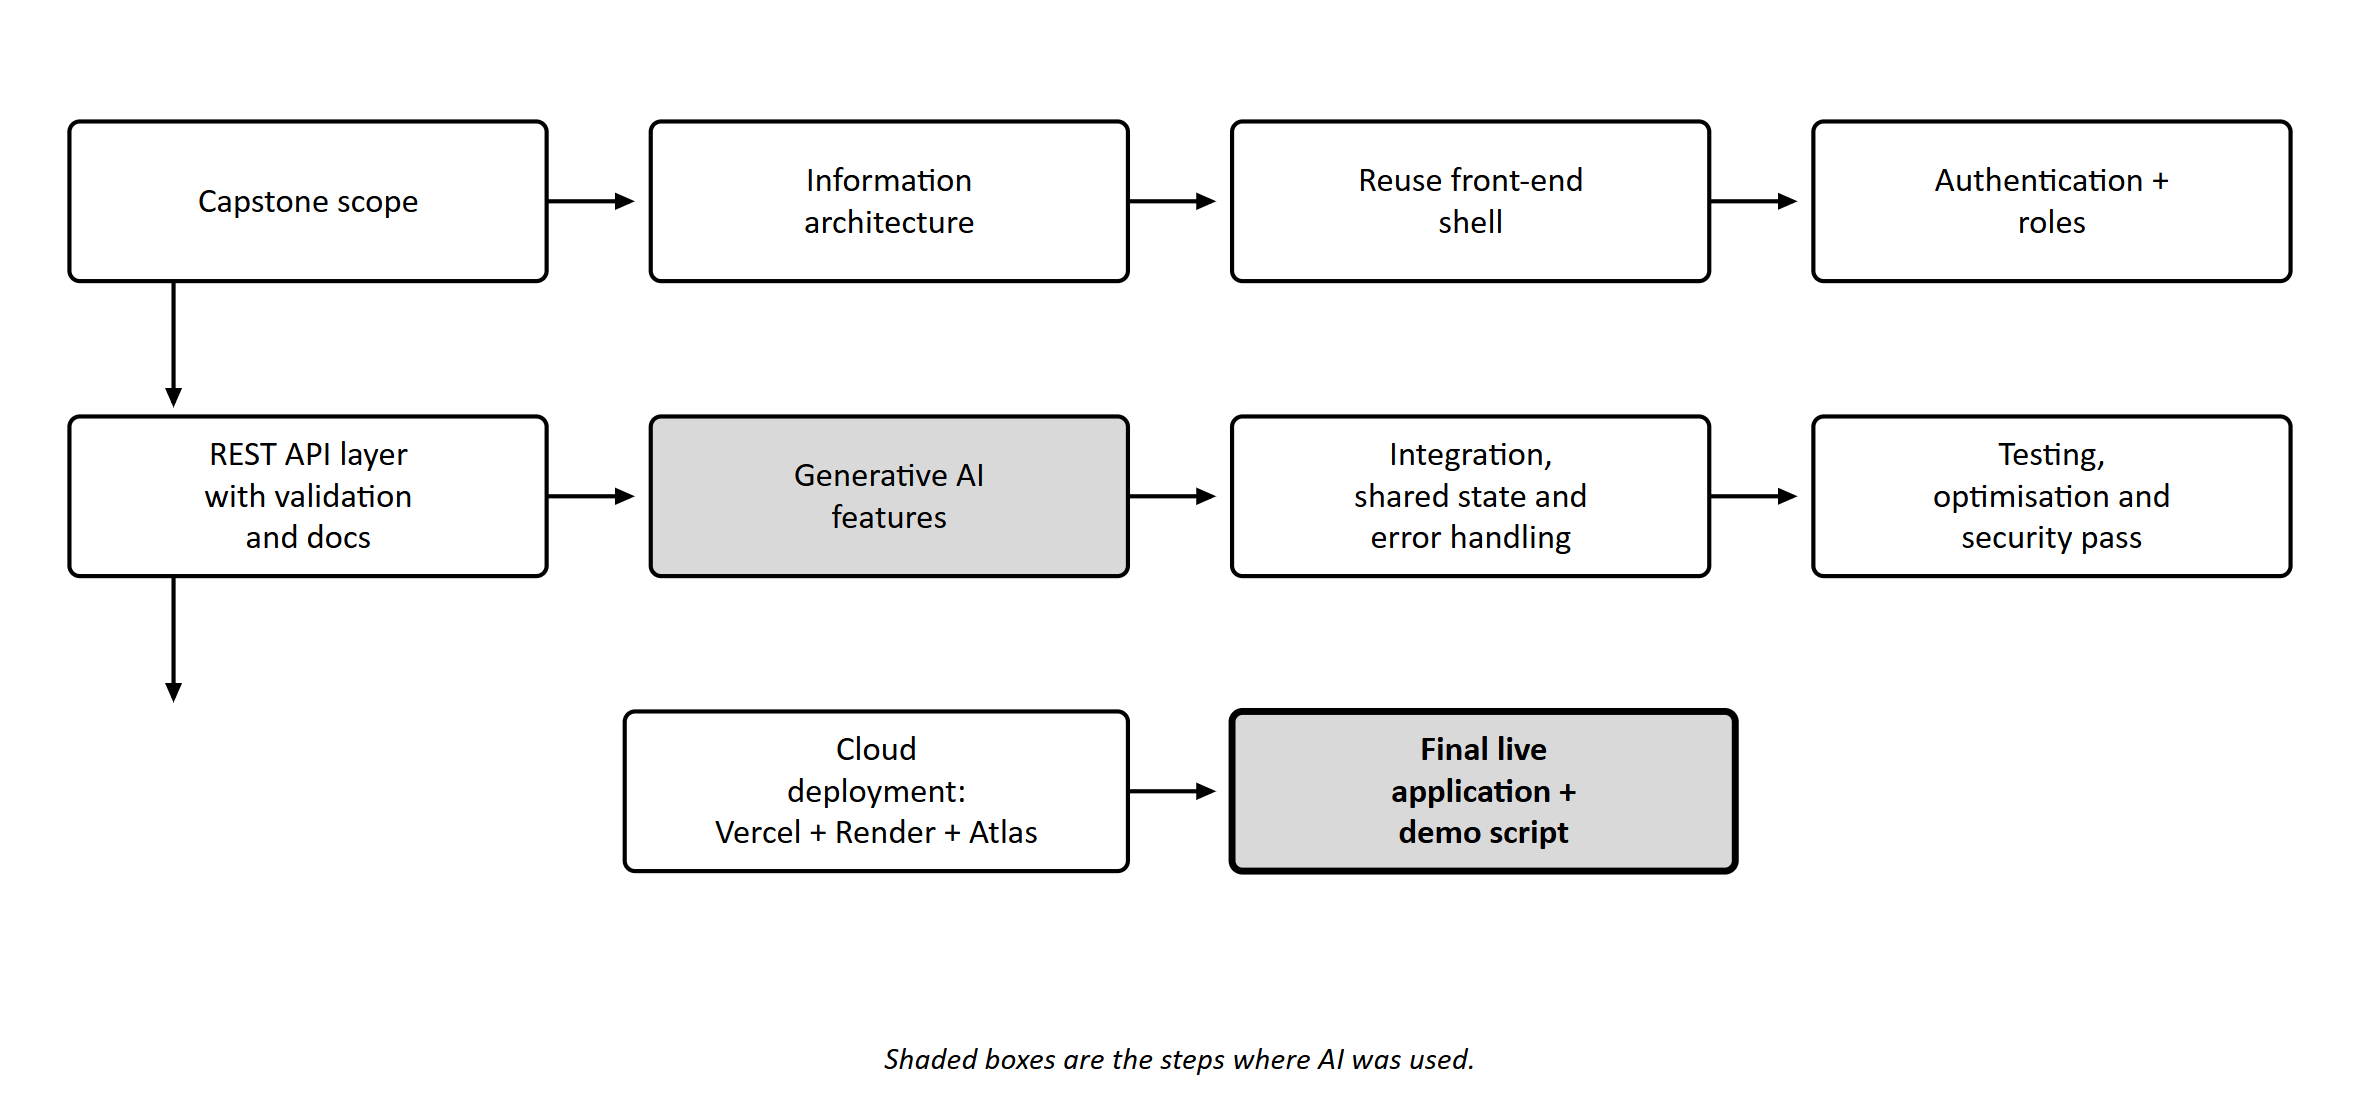 Capstone scope
Information
architecture
Reuse front-end
shell
Authentication +
roles
REST API layer
with validation
and docs
Generative AI
features
Integration,
shared state and
error handling
Testing,
optimisation and
security pass
Cloud
deployment:
Vercel + Render + Atlas
Final live
application +
demo script
Shaded boxes are the steps where AI was used.